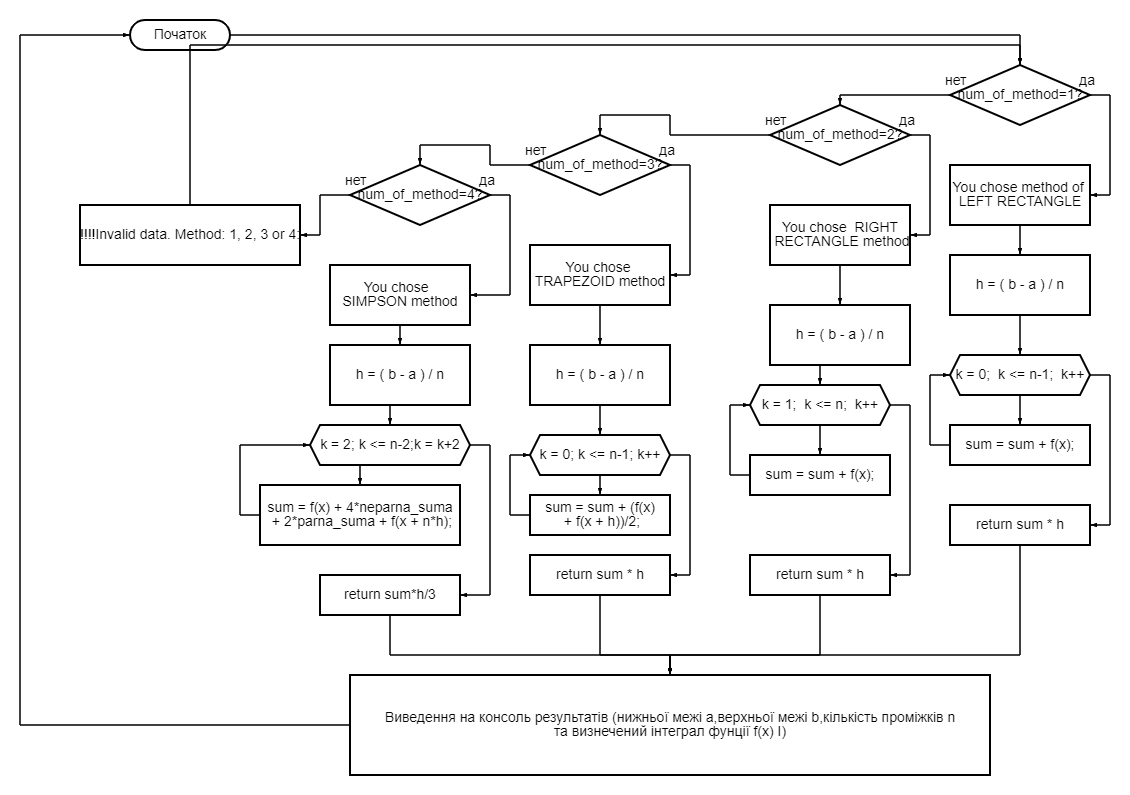 Початок
нет
да
num_of_method=1?
нет
да
num_of_method=2?
нет
да
num_of_method=3?
нет
да
num_of_method=4?
!!!!Invalid data. Method: 1, 2, 3 or 4:
You chose method of
LEFT RECTANGLE
You chose  RIGHT
RECTANGLE method
You chose
TRAPEZOID method
You chose
SIMPSON method
h = ( b - a ) / n
h = ( b - a ) / n
h = ( b - a ) / n
h = ( b - a ) / n
k = 0;  k <= n-1;  k++
k = 1;  k <= n;  k++
k = 0; k <= n-1; k++
k = 2; k <= n-2;k = k+2
sum = sum + f(x);
sum = sum + f(x);
sum = sum + (f(x)
+ f(x + h))/2;
sum = f(x) + 4*neparna_suma
+ 2*parna_suma + f(x + n*h);
return sum * h
return sum * h
return sum * h
return sum*h/3
Виведення на консоль результатів (нижньої межі a,верхньої межі b,кількість проміжків n
та визнечений інтеграл фунції f(x) I)